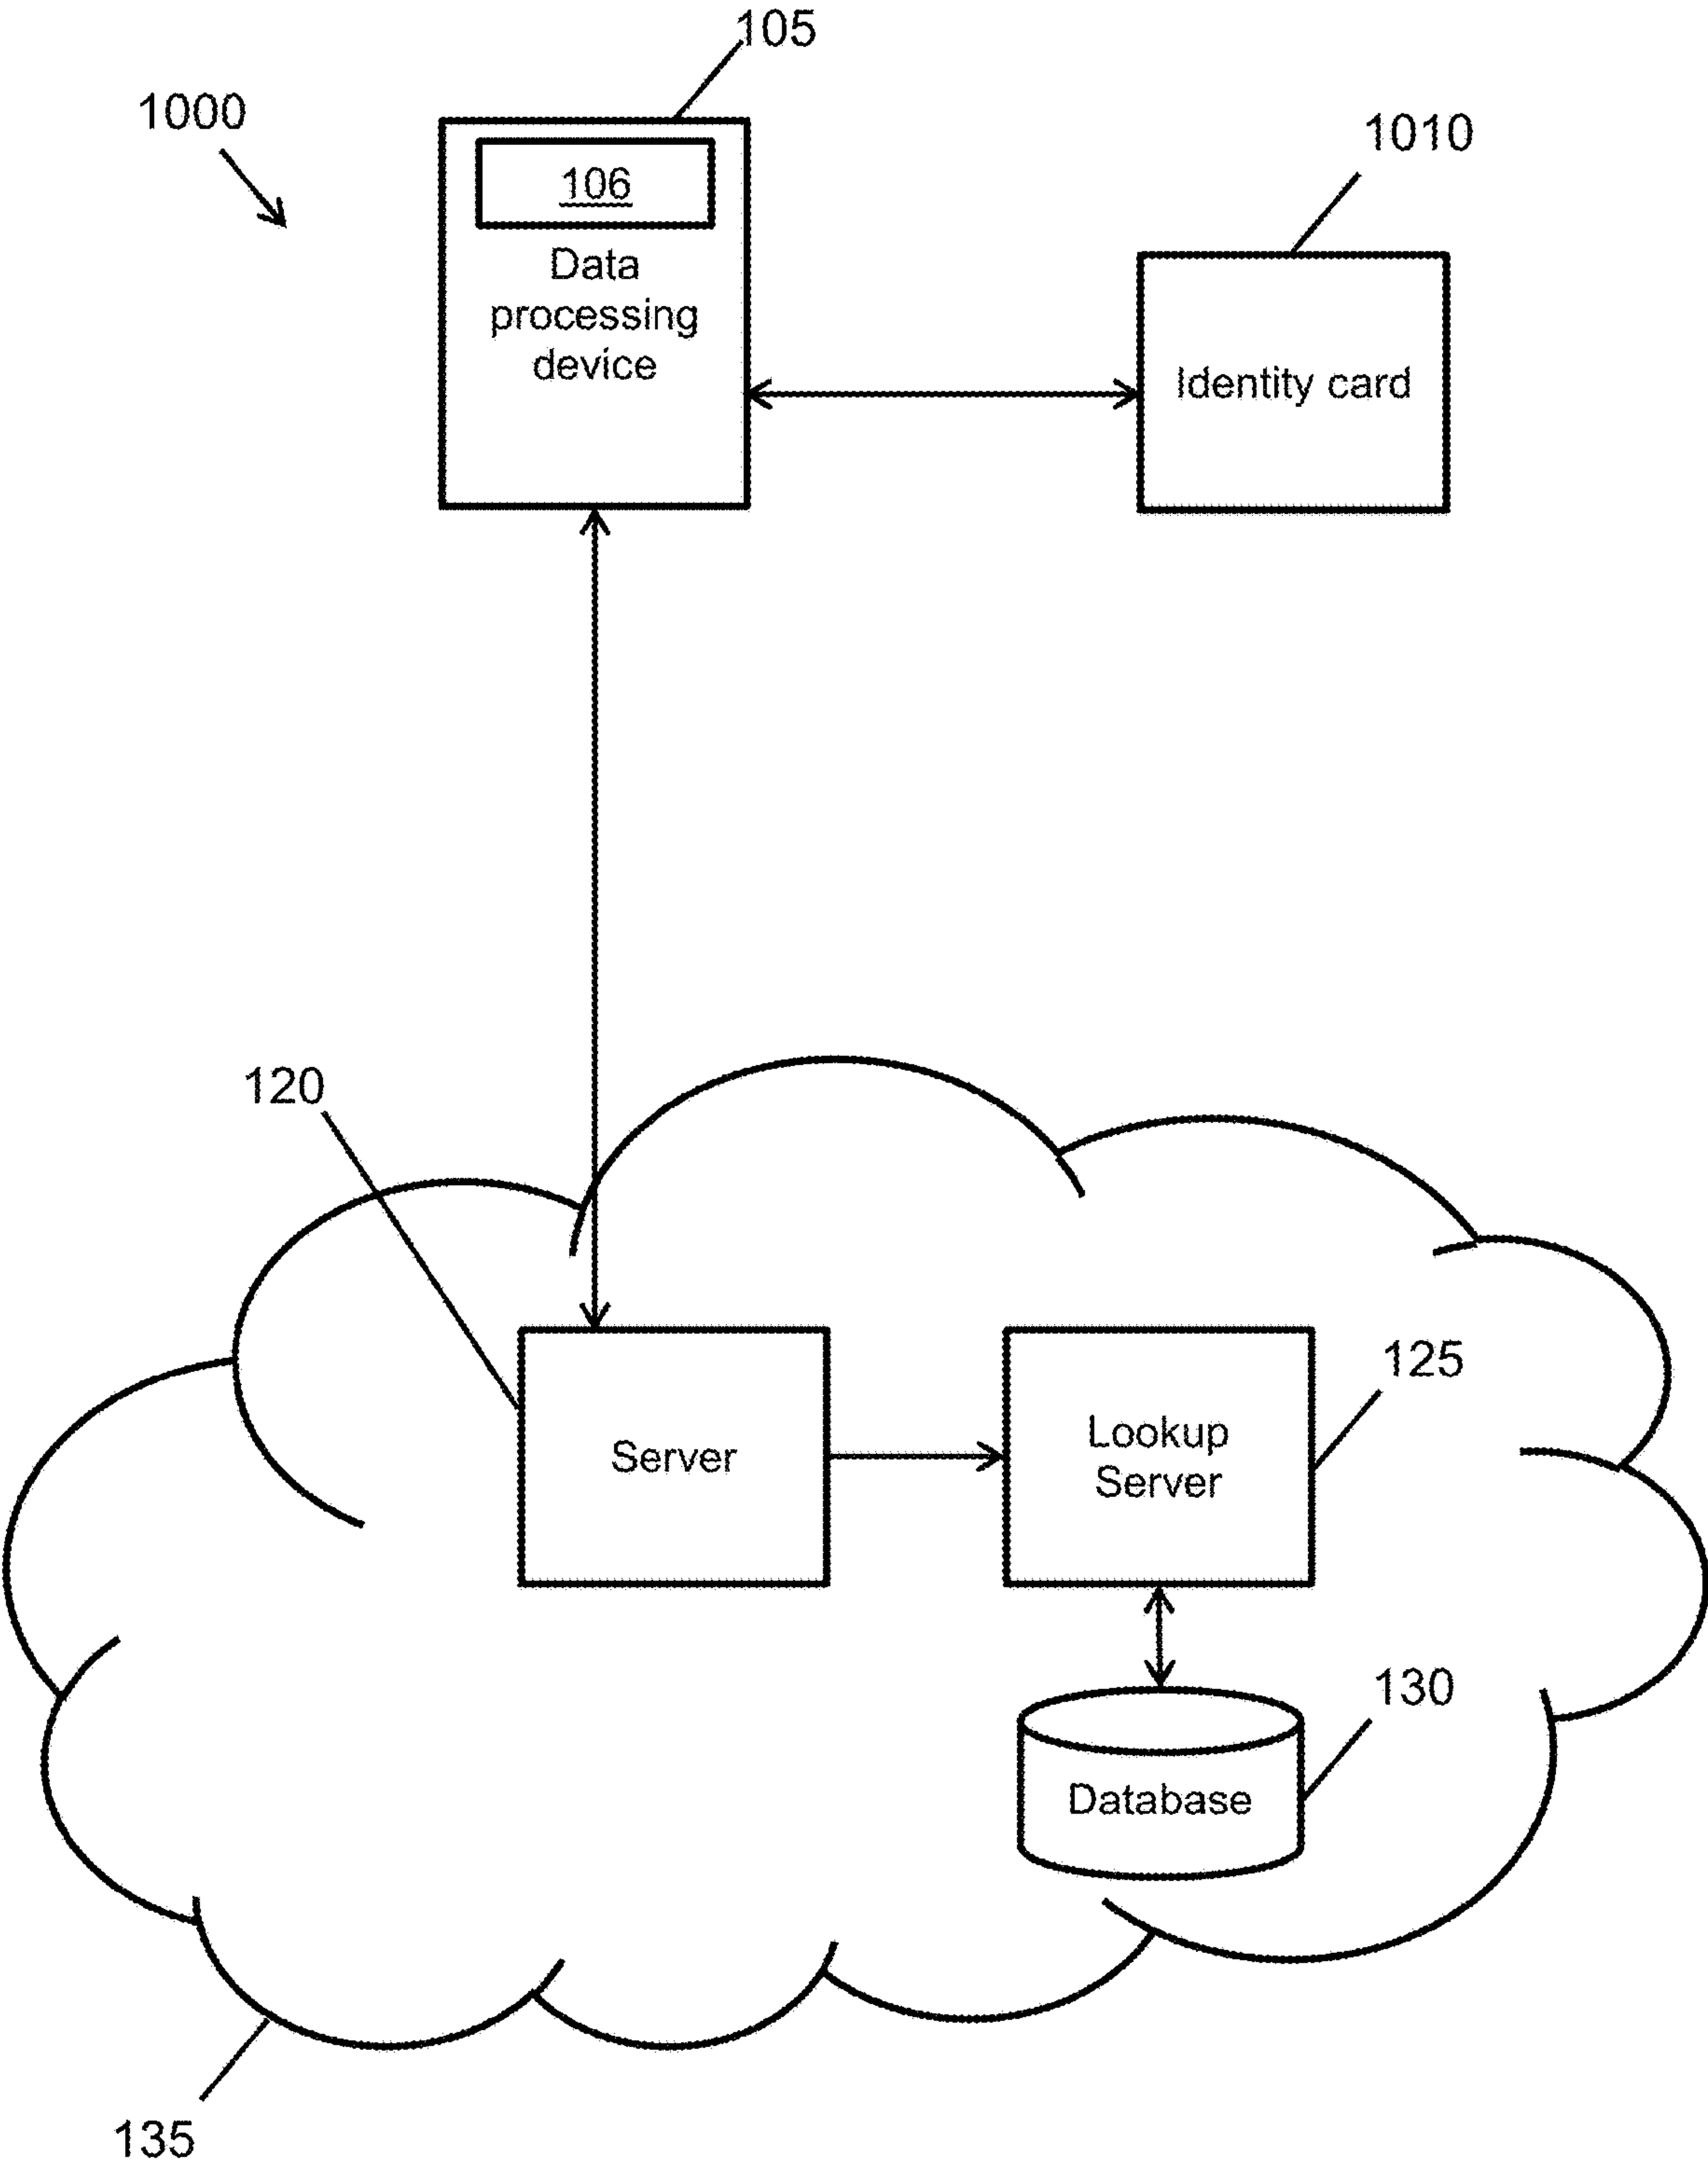 105
1000
1010
106
Data
processing
device
Identity card
120
125
Lookup
Server
Server
130
Database
135